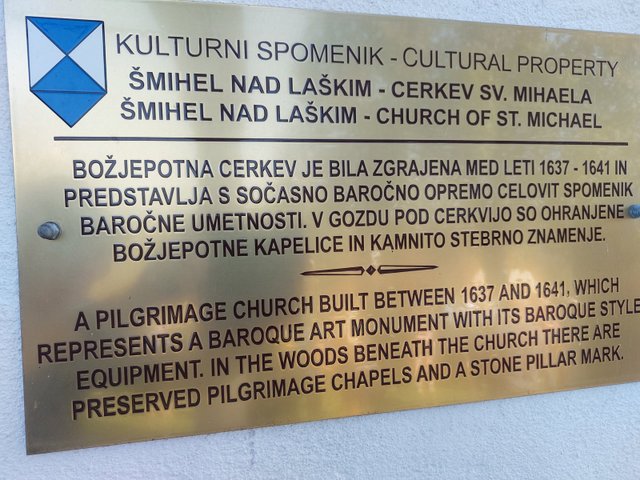 KULTURNI SPOMENIK - CULTURAL PROPERTY
ŠMIHEL NAD LAŠKIM - CERKEV SV. MIHAELA
ŠMIHEL NAD LAŠKIM - CHURCH OF ST. MICHAEL
BOŽJEPOTNA CERKEV JE BILA ZGRAJENA MED LETI 1637 - 1641 IN
PREDSTAVLJA S SOČASNO BAROČNO OPREMO CELOVIT SPOMENIK
BAROČNE UMETNOSTI. V GOZDU POD CERKVIJO SO OHRANJENE
BOŽJEPOTNE KAPELICE IN KAMNITO STEBRNO ZNAMENJE.
A PILGRIMAGE CHURCH BUILT BETWEEN 1637 AND 1641, WHICH
REPRESENTS A BAROQUE ART MONUMENT WITH ITS BAROQUE STYLE
EQUIPMENT. IN THE WOODS BENEATH THE CHURCH THERE ARE
PRESERVED PILGRIMAGE CHAPELS AND A STONE PILLAR MARK.